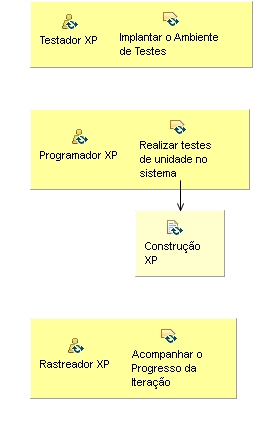 Testador XP
Implantar o Ambiente
de Testes
Programador XP
Realizar testes
de unidade no
sistema
Construção
XP
Rastreador XP
Acompanhar o
Progresso da
Iteração